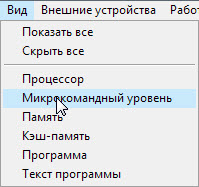 Вид Внешние устройства Работ
Показать все
Скрыть все
Процессор
Микрокомандный уровень
Память
Кэш-память
Программа
Текст программы